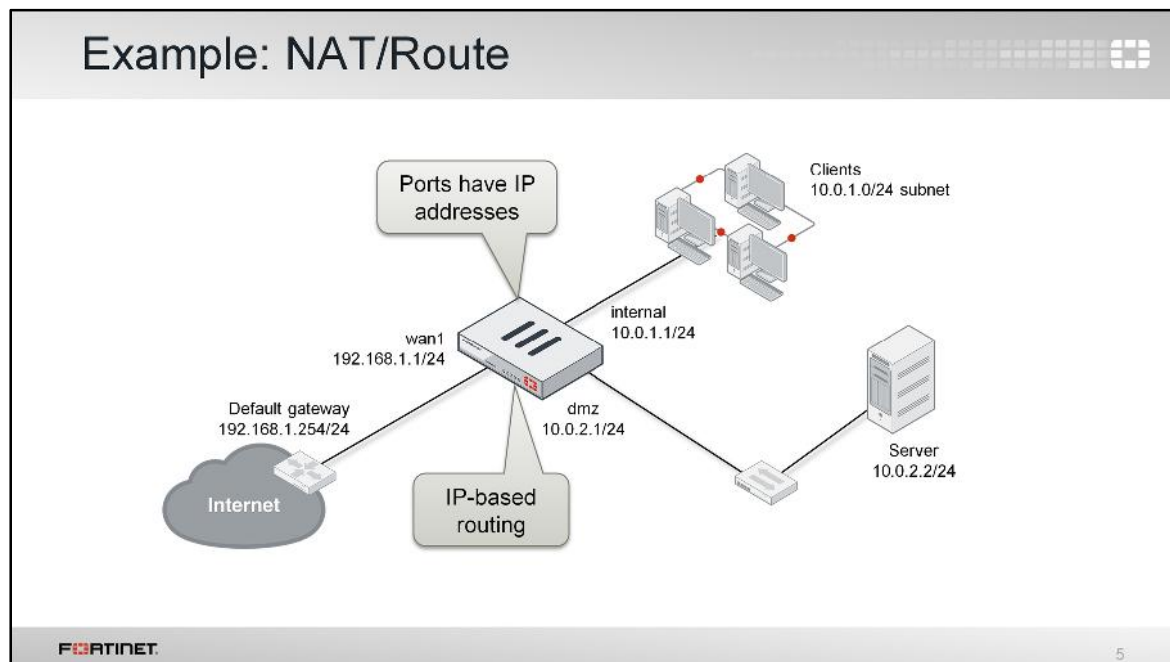 Example: NAT/Route
Ports have IP
addresses
Clients
10.0.1.0/24 subnet
internal
10.0.1.1/24
wan1
192.168.1.1/24
Default gateway
192.168.1.254/24
dmz
10.0.2.1/24
Server
10.0.2.2/24
Internet
IP-based
routing
FORTINET
5